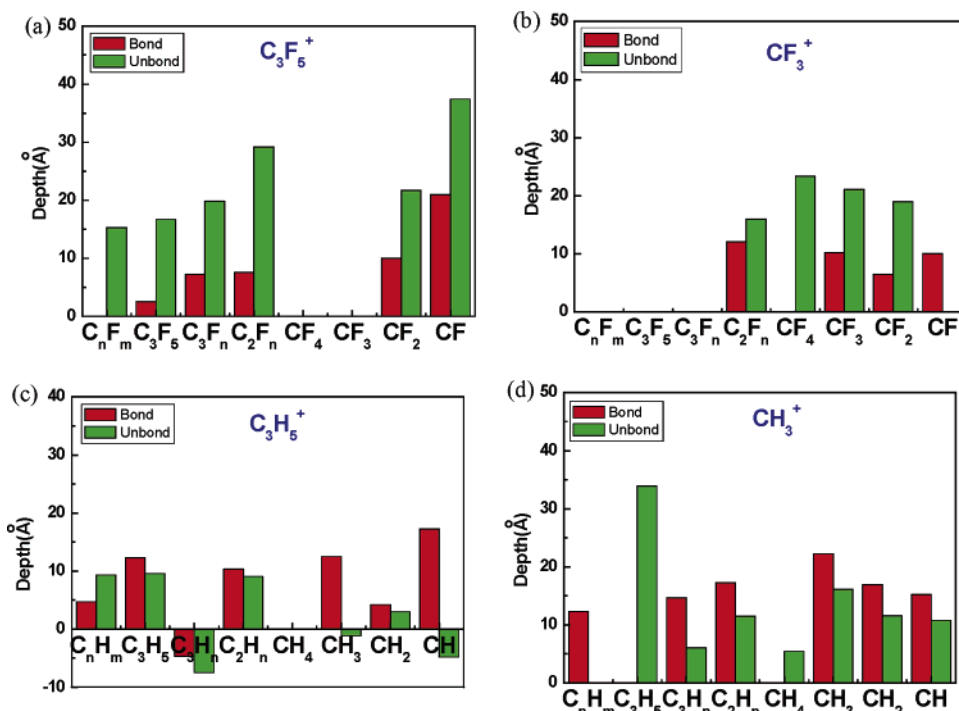 (a)
C₃F₅⁺
Bond
Unbond
Depth(Å)
50
40
30
20
10
0
CₙFₘ C₃F₅ C₃Fₙ C₂Fₙ CF₄ CF₃ CF₂ CF
(b)
CF₃⁺
Bond
Unbond
Depth(Å)
50
40
30
20
10
0
CₙFₘ C₃F₅ C₃Fₙ C₂Fₙ CF₄ CF₃ CF₂ CF
(c)
C₃H₅⁺
Bond
Unbond
Depth(Å)
40
30
20
10
0
-10
CₙHₘ C₃H₅ C₃Hₙ C₂Hₙ CH₄ CH₃ CH₂ CH
(d)
CH₃⁺
Bond
Unbond
Depth(Å)
50
40
30
20
10
0
CₙHₘ C₃H₅ C₃Hₙ C₂Hₙ CH₄ CH₃ CH₂ CH